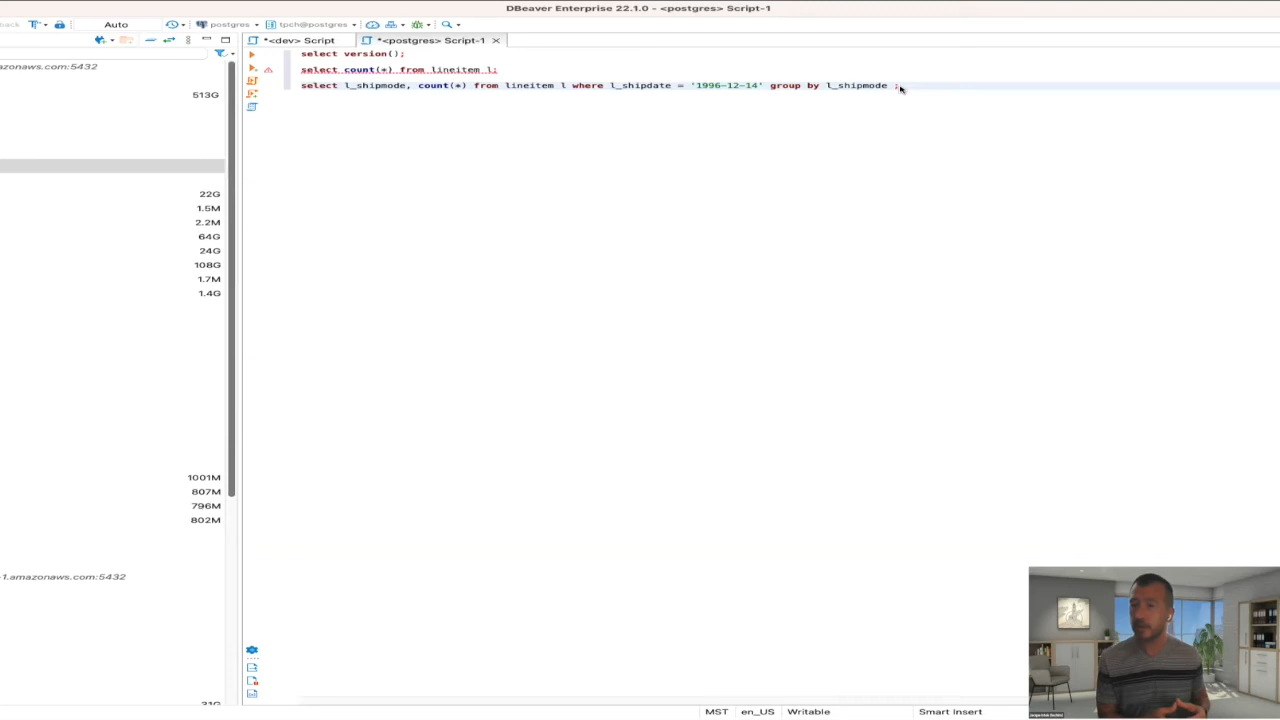 DBeaver Enterprise 22.1.0 - <postgres> Script-1
back Auto postgres tpch@postgres
*<dev> Script *<postgres> Script-1
azonaws.com:5432
513G
22G
1.5M
2.2M
64G
24G
108G
1.7M
1.4G
1001M
807M
796M
802M
-1.amazonaws.com:5432
select version();
select count(*) from lineitem l;
select l_shipmode, count(*) from lineitem l where l_shipdate = '1996-12-14' group by l_shipmode ;
MST en_US Writable Smart Insert